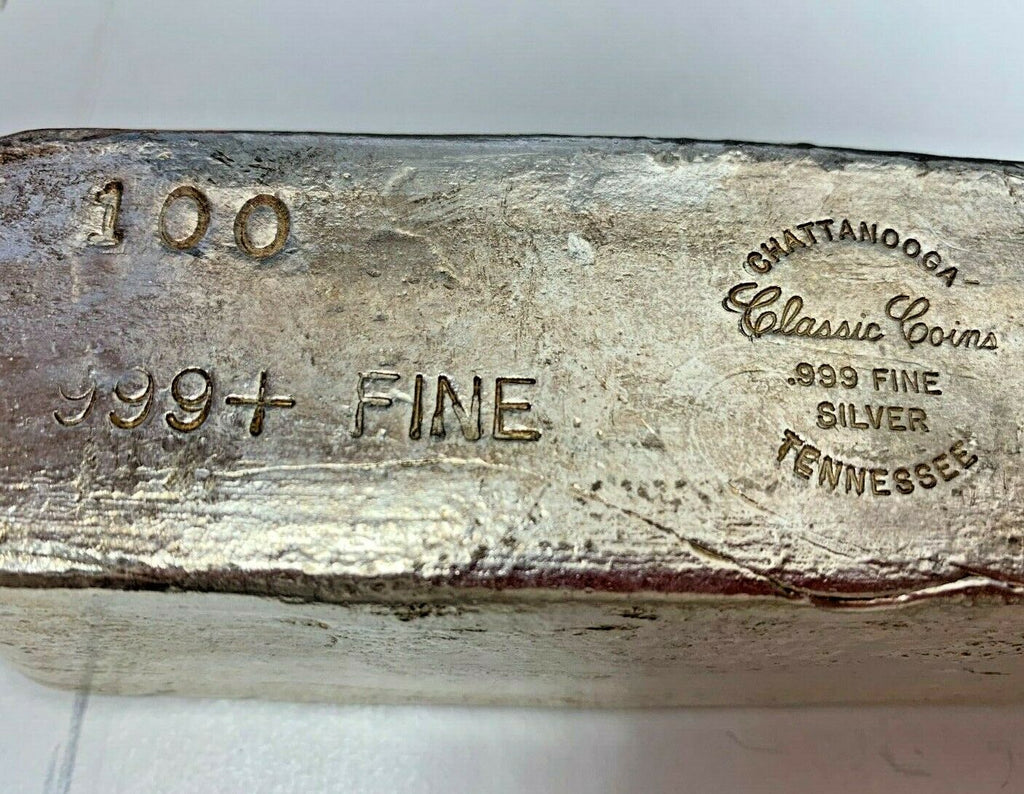 100
999+ FINE
CHATTANOOGA-
Classic Coins
.999 FINE
SILVER
TENNESSEE